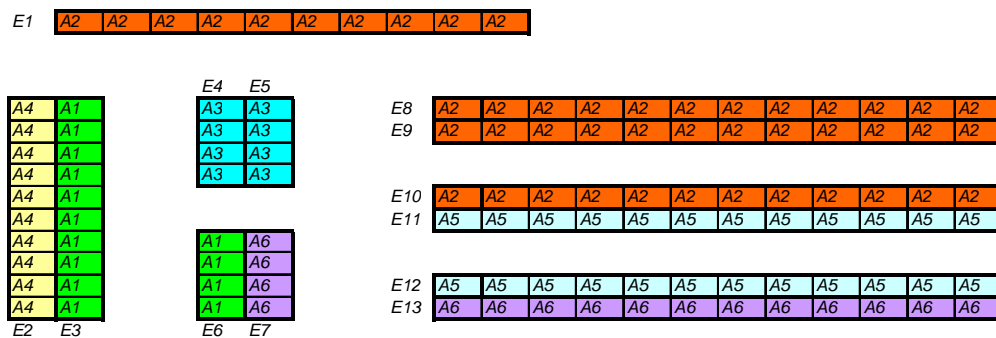 E1 A2 A2 A2 A2 A2 A2 A2 A2 A2 A2
E4 E5
A4 A1 A3 A3 E8 A2 A2 A2 A2 A2 A2 A2 A2 A2 A2 A2 A2
A4 A1 A3 A3 E9 A2 A2 A2 A2 A2 A2 A2 A2 A2 A2 A2 A2
A4 A1 A3 A3
A4 A1 A3 A3
A4 A1 E10 A2 A2 A2 A2 A2 A2 A2 A2 A2 A2 A2 A2
A4 A1 E11 A5 A5 A5 A5 A5 A5 A5 A5 A5 A5 A5 A5
A4 A1 A1 A6
A4 A1 A1 A6
A4 A1 A1 A6 E12 A5 A5 A5 A5 A5 A5 A5 A5 A5 A5 A5 A5
A4 A1 A1 A6 E13 A6 A6 A6 A6 A6 A6 A6 A6 A6 A6 A6 A6
E2 E3 E6 E7